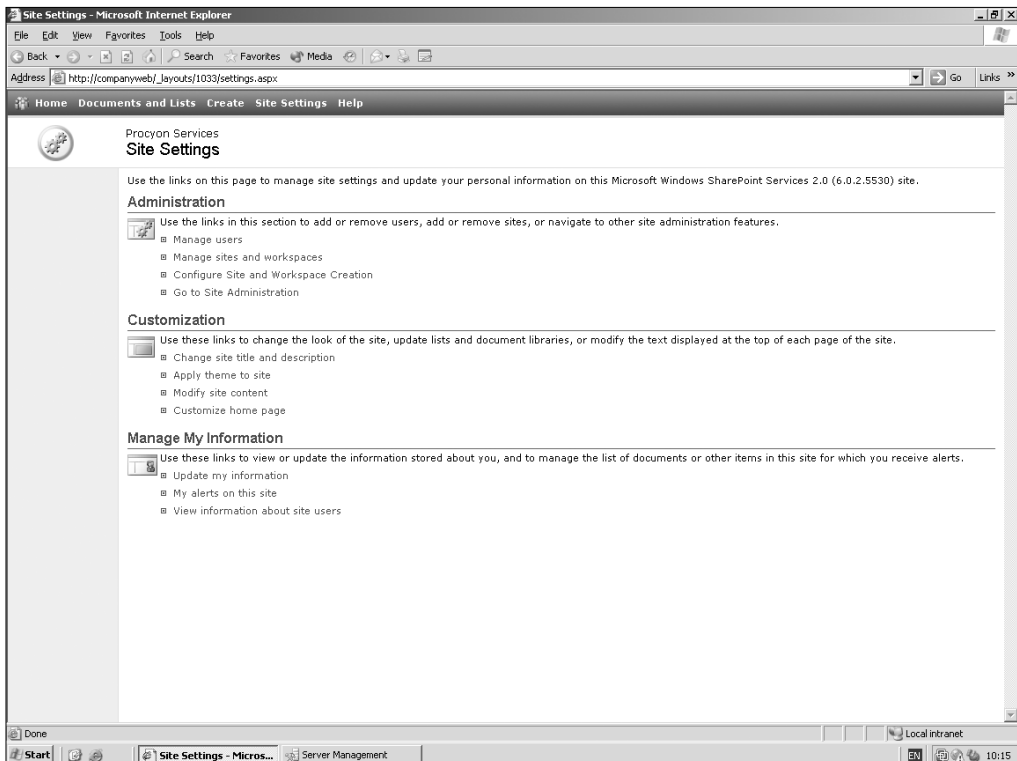 Site Settings - Microsoft Internet Explorer
File Edit View Favorites Tools Help
Back Search Favorites Media
Address http://companyweb/_layouts/1033/settings.aspx Go Links »
Home Documents and Lists Create Site Settings Help
Procyon Services
Site Settings
Use the links on this page to manage site settings and update your personal information on this Microsoft Windows SharePoint Services 2.0 (6.0.2.5530) site.
Administration
Use the links in this section to add or remove users, add or remove sites, or navigate to other site administration features.
Manage users
Manage sites and workspaces
Configure Site and Workspace Creation
Go to Site Administration
Customization
Use these links to change the look of the site, update lists and document libraries, or modify the text displayed at the top of each page of the site.
Change site title and description
Apply theme to site
Modify site content
Customize home page
Manage My Information
Use these links to view or update the information stored about you, and to manage the list of documents or other items in this site for which you receive alerts.
Update my information
My alerts on this site
View information about site users
Done Local intranet
Start Site Settings - Micros... Server Management EN 10:15